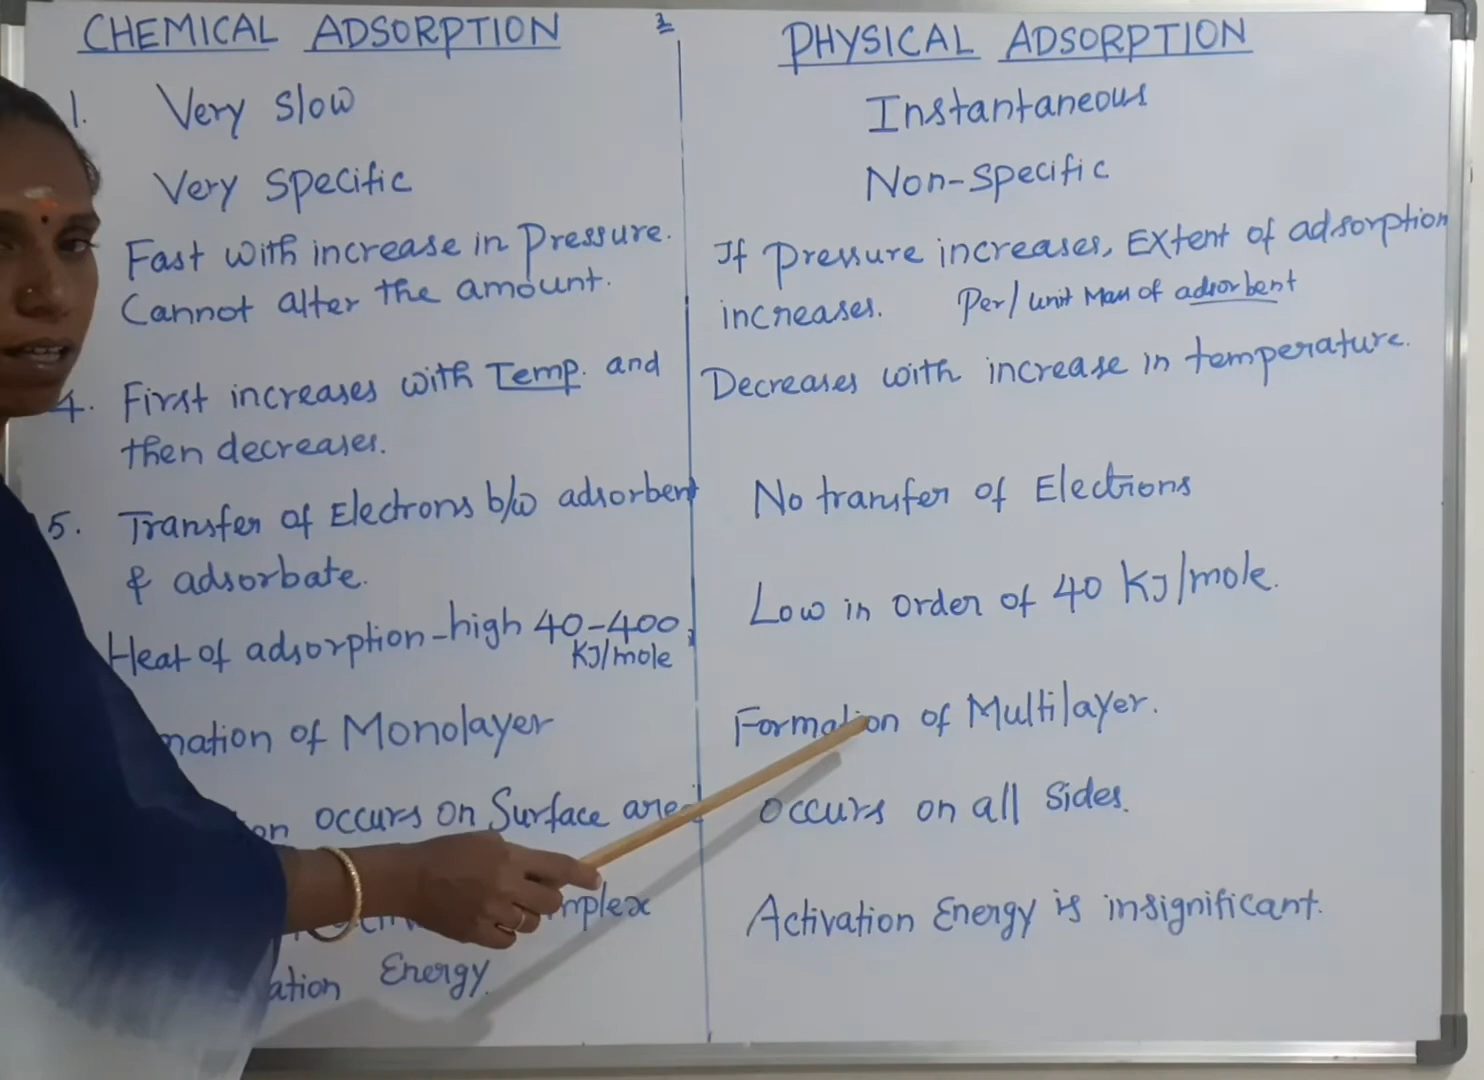 CHEMICAL ADSORPTION
1. Very slow
Very specific
Fast with increase in Pressure.
Cannot alter the amount.
4. First increases with Temp. and
then decreases.
5. Transfer of Electrons b/w adsorbent
& adsorbate.
Heat of adsorption - high 40-400
KJ/mole
mation of Monolayer
on occurs on Surface area
mplex
ation Energy.
PHYSICAL ADSORPTION
Instantaneous
Non-specific
If pressure increases, Extent of adsorption
increases. Per/unit Mass of adsorbent
Decreases with increase in temperature.
No transfer of Electrons
Low in order of 40 KJ/mole.
Formation of Multilayer.
occurs on all sides.
Activation Energy is insignificant.